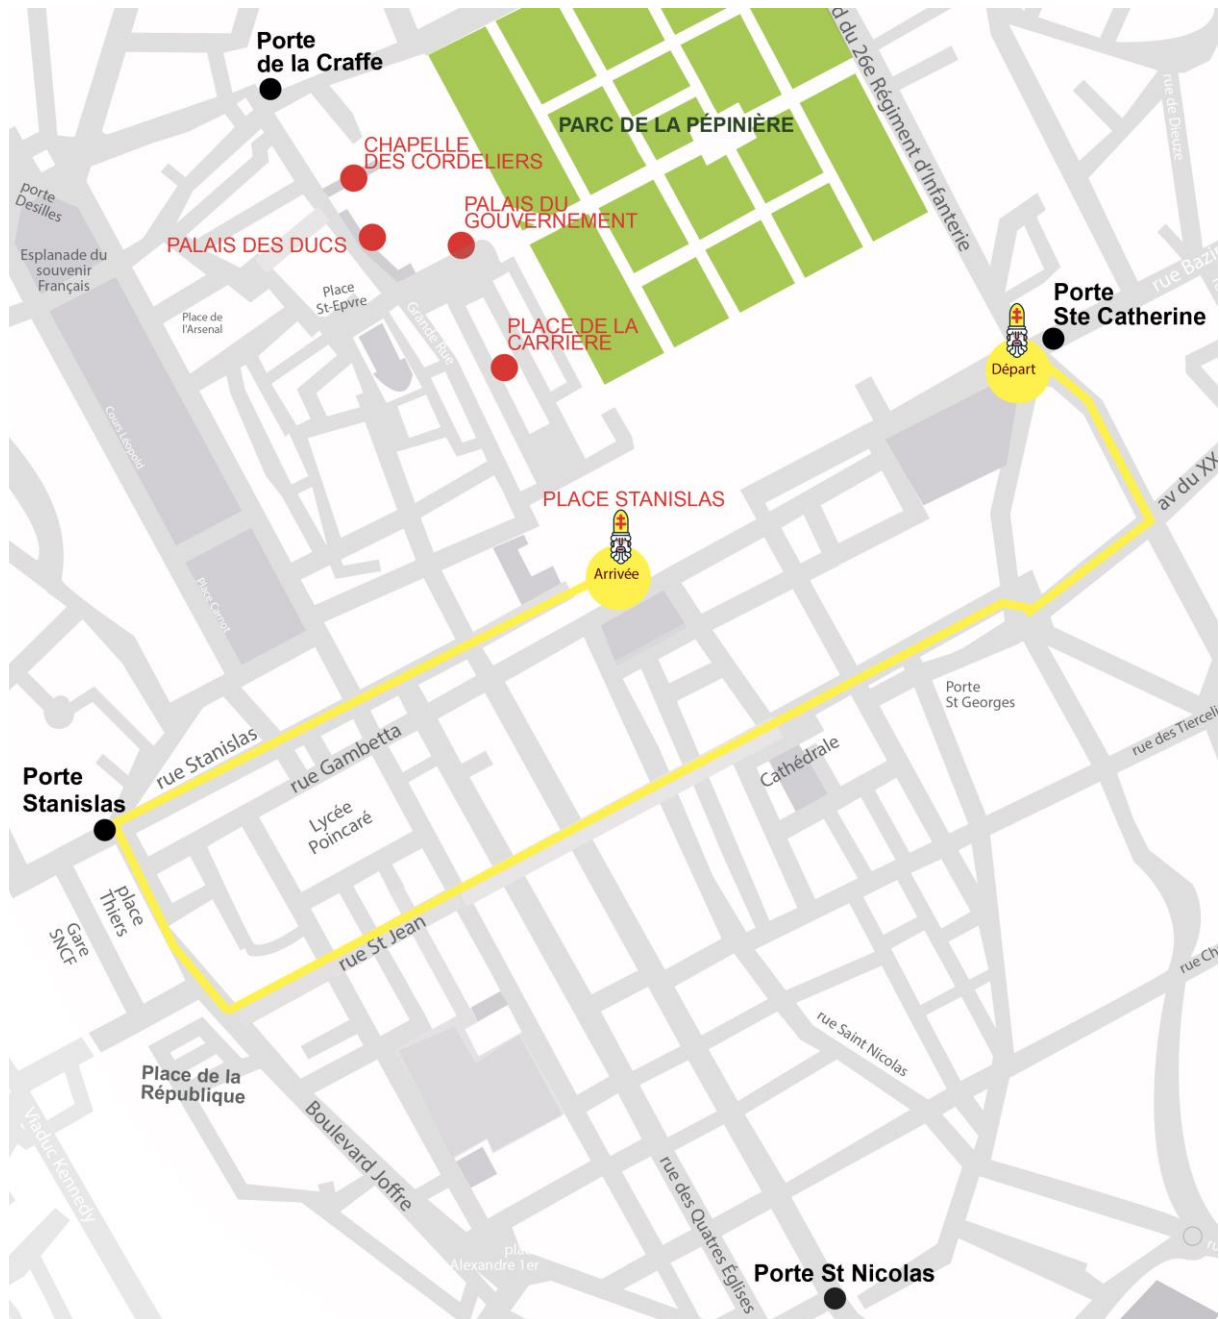 Porte
de la Craffe
d du 26e Régiment d'Infanterie
rue de Dieuze
PARC DE LA PÉPINIÈRE
CHAPELLE
DES CORDELIERS
porte
Desilles
PALAIS DU
GOUVERNEMENT
PALAIS DES DUCS
Esplanade du
souvenir
Français
Place
St-Epvre
Place de
l'Arsenal
Grande Rue
PLACE DE LA
CARRIÈRE
rue Bazi
Porte
Ste Catherine
Départ
Cours Léopold
av du XX
PLACE STANISLAS
Arrivée
Place Carnot
Porte
St Georges
rue des Tierceli
rue Stanislas
rue Gambetta
Cathédrale
Porte
Stanislas
Lycée
Poincaré
place
Thiers
Gare
SNCF
rue St Jean
rue Ch
rue Saint Nicolas
Place de la
République
Boulevard Joffre
Viaduc Kennedy
rue des Quatres Églises
pla
Alexandre 1er
ru
Porte St Nicolas